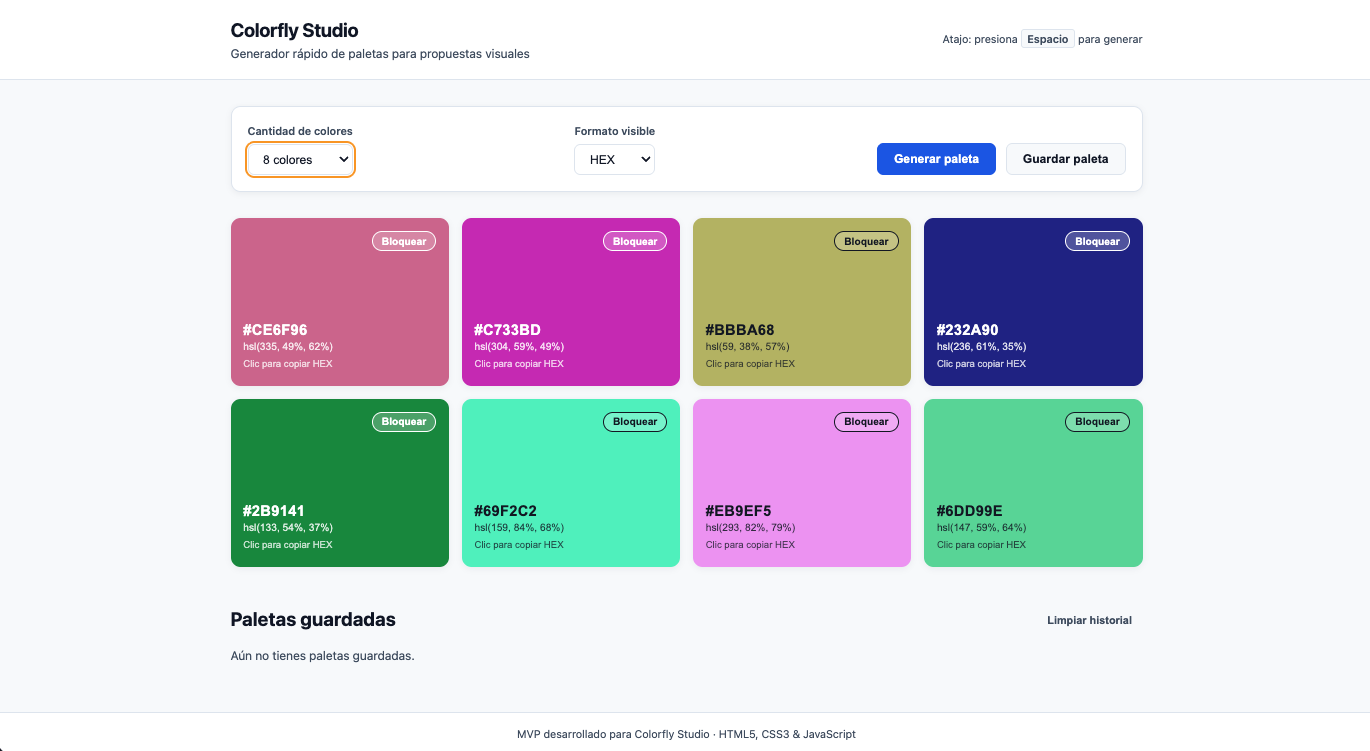 Colorfly Studio
Generador rápido de paletas para propuestas visuales
Atajo: presiona Espacio para generar
Cantidad de colores
8 colores
Formato visible
HEX
Generar paleta
Guardar paleta
Bloquear
#CE6F96
hsl(335, 49%, 62%)
Clic para copiar HEX
Bloquear
#C733BD
hsl(304, 59%, 49%)
Clic para copiar HEX
Bloquear
#BBBA68
hsl(59, 38%, 57%)
Clic para copiar HEX
Bloquear
#232A90
hsl(236, 61%, 35%)
Clic para copiar HEX
Bloquear
#2B9141
hsl(133, 54%, 37%)
Clic para copiar HEX
Bloquear
#69F2C2
hsl(159, 84%, 68%)
Clic para copiar HEX
Bloquear
#EB9EF5
hsl(293, 82%, 79%)
Clic para copiar HEX
Bloquear
#6DD99E
hsl(147, 59%, 64%)
Clic para copiar HEX
Paletas guardadas
Limpiar historial
Aún no tienes paletas guardadas.
MVP desarrollado para Colorfly Studio · HTML5, CSS3 & JavaScript